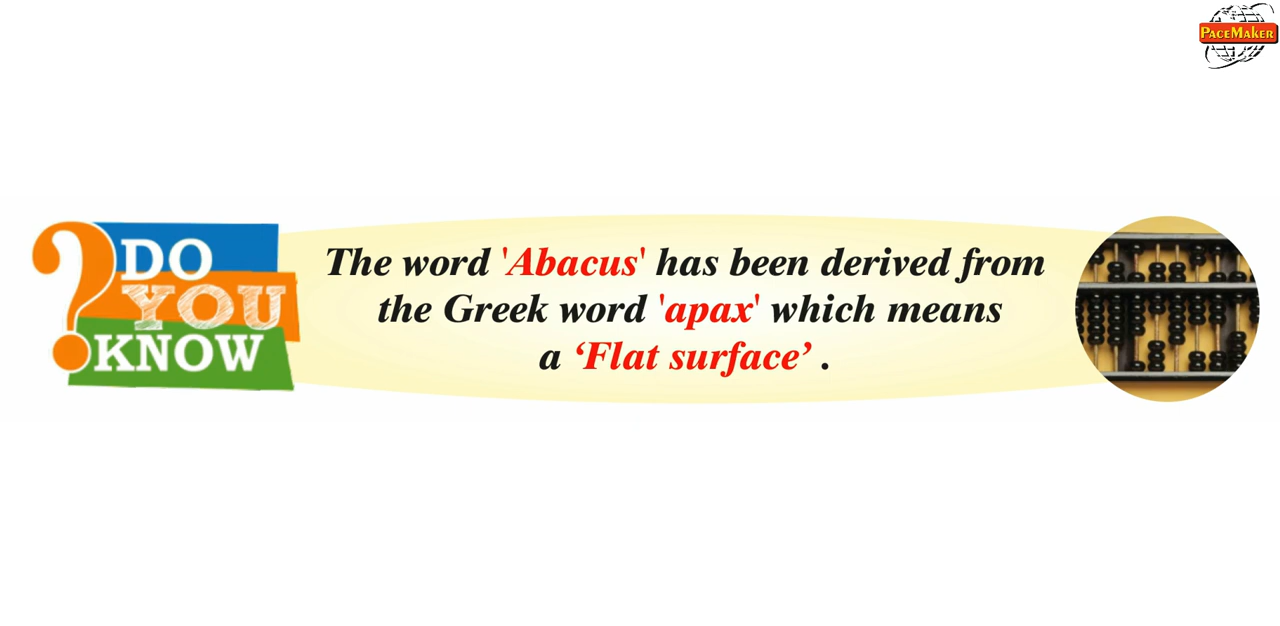 PACEMAKER
DO
YOU
KNOW
The word 'Abacus' has been derived from
the Greek word 'apax' which means
a ‘Flat surface’ .